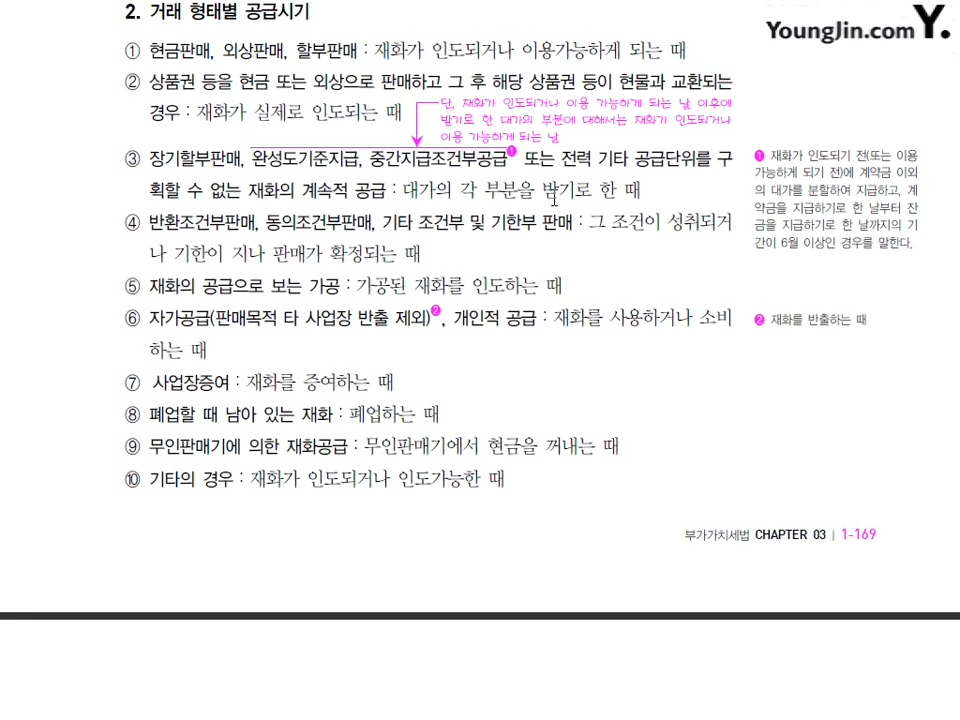 2. 거래 형태별 공급시기
YoungJin.com Y.
① 현금판매, 외상판매, 할부판매 : 재화가 인도되거나 이용가능하게 되는 때
② 상품권 등을 현금 또는 외상으로 판매하고 그 후 해당 상품권 등이 현물과 교환되는
경우 : 재화가 실제로 인도되는 때
단, 재화가 인도되거나 이용 가능하게 되는 날 이후에
받기로 한 대가의 부분에 대해서는 재화가 인도되거나
이용 가능하게 되는 날
③ 장기할부판매, 완성도기준지급, 중간지급조건부공급❶ 또는 전력 기타 공급단위를 구
획할 수 없는 재화의 계속적 공급 : 대가의 각 부분을 받기로 한 때
❶ 재화가 인도되기 전(또는 이용
가능하게 되기 전)에 계약금 이외
의 대가를 분할하여 지급하고, 계
약금을 지급하기로 한 날부터 잔
금을 지급하기로 한 날까지의 기
간이 6월 이상인 경우를 말한다.
④ 반환조건부판매, 동의조건부판매, 기타 조건부 및 기한부 판매 : 그 조건이 성취되거
나 기한이 지나 판매가 확정되는 때
⑤ 재화의 공급으로 보는 가공 : 가공된 재화를 인도하는 때
⑥ 자가공급(판매목적 타 사업장 반출 제외)❷, 개인적 공급 : 재화를 사용하거나 소비
하는 때
❷ 재화를 반출하는 때
⑦ 사업장증여 : 재화를 증여하는 때
⑧ 폐업할 때 남아 있는 재화 : 폐업하는 때
⑨ 무인판매기에 의한 재화공급 : 무인판매기에서 현금을 꺼내는 때
⑩ 기타의 경우 : 재화가 인도되거나 인도가능한 때
부가가치세법 CHAPTER 03 | 1-169